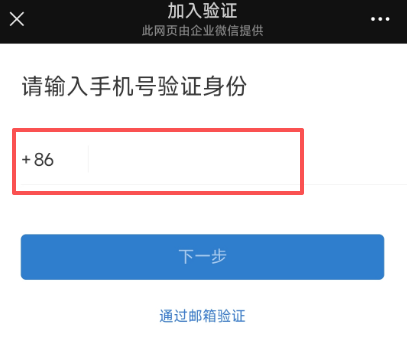 加入验证
此网页由企业微信提供
请输入手机号验证身份
+86
下一步
通过邮箱验证